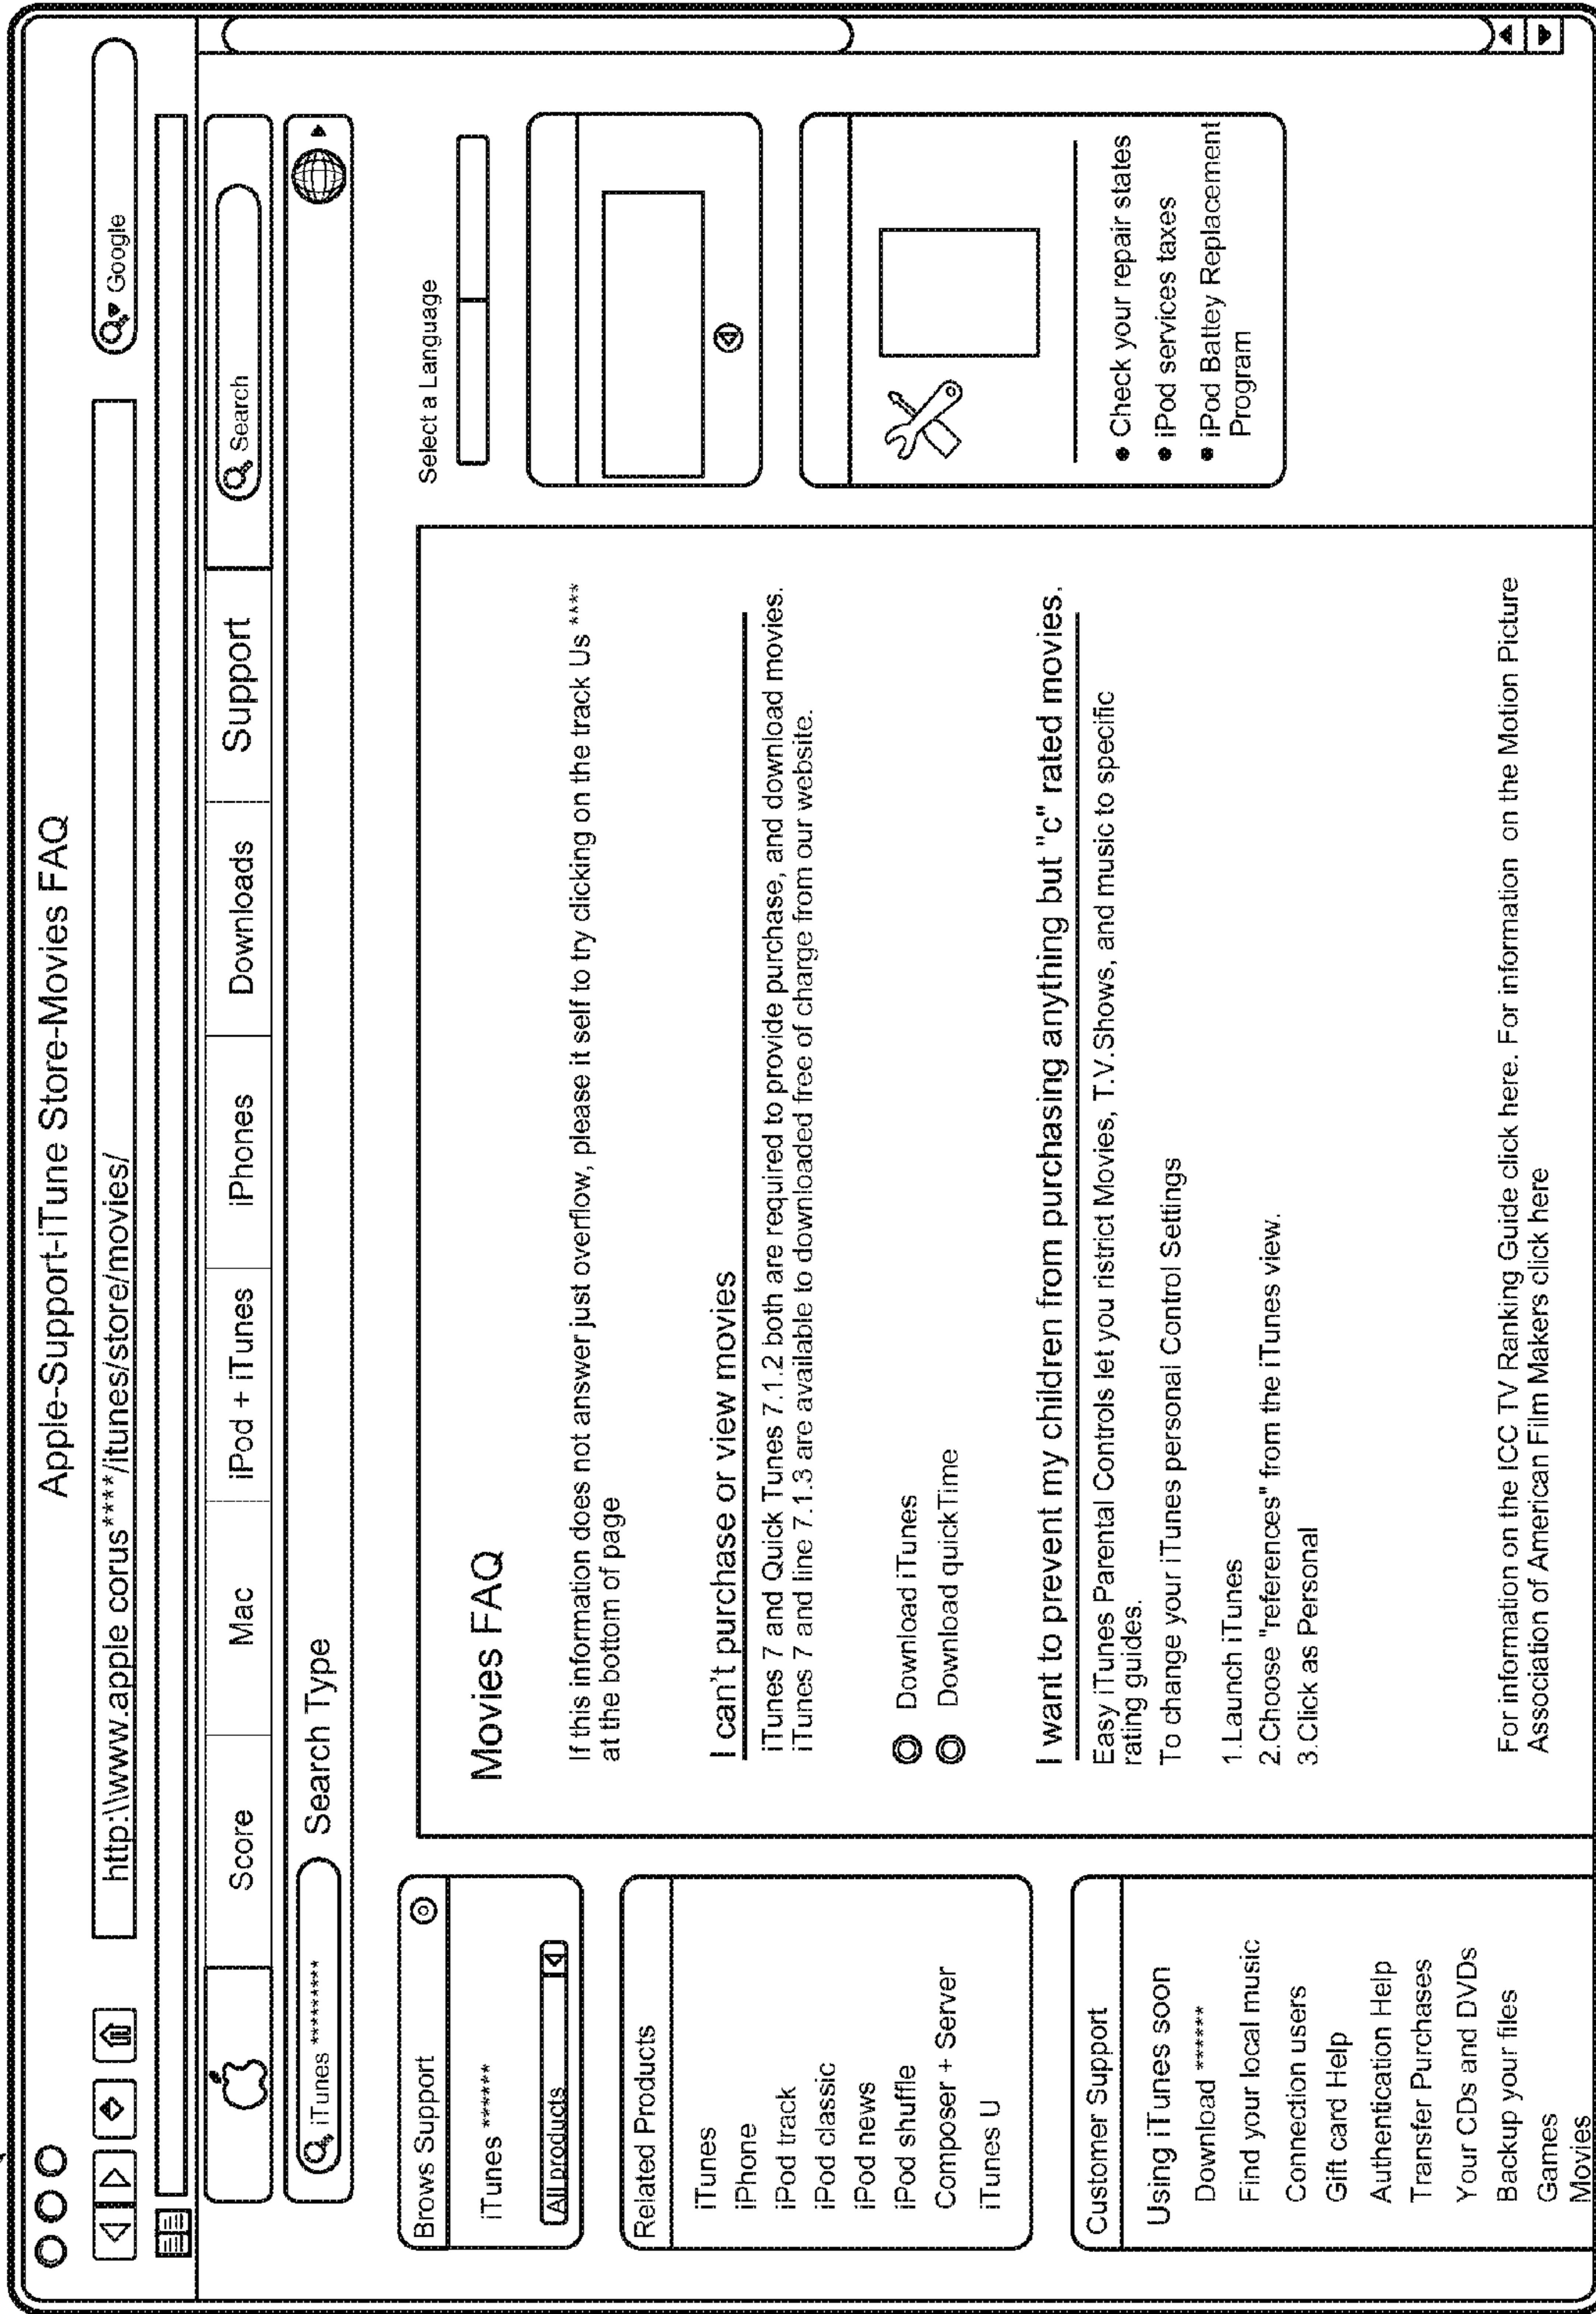 Apple-Support-iTune Store-Movies FAQ
http:\\www.apple corus****/itunes/store/movies/
Google
Score
Mac
iPod + iTunes
iPhones
Downloads
Support
Search
iTunes *********
Search Type
Brows Support
iTunes ******
All products
Related Products
iTunes
iPhone
iPod track
iPod classic
iPod news
iPod shuffle
Composer + Server
iTunes U
Customer Support
Using iTunes soon
Download ******
Find your local music
Connection users
Gift card Help
Authentication Help
Transfer Purchases
Your CDs and DVDs
Backup your files
Games
Movies
Movies FAQ
If this information does not answer just overflow, please it self to try clicking on the track Us ****
at the bottom of page
I can't purchase or view movies
iTunes 7 and Quick Tunes 7.1.2 both are required to provide purchase, and download movies.
iTunes 7 and line 7.1.3 are available to downloaded free of charge from our website.
Download iTunes
Download quickTime
I want to prevent my children from purchasing anything but "c" rated movies.
Easy iTunes Parental Controls let you ristrict Movies, T.V.Shows, and music to specific
rating guides.
To change your iTunes personal Control Settings
1.Launch iTunes
2.Choose "references" from the iTunes view.
3.Click as Personal
For information on the ICC TV Ranking Guide click here. For information on the Motion Picture
Association of American Film Makers click here
Select a Language
• Check your repair states
• iPod services taxes
• iPod Battey Replacement
Program